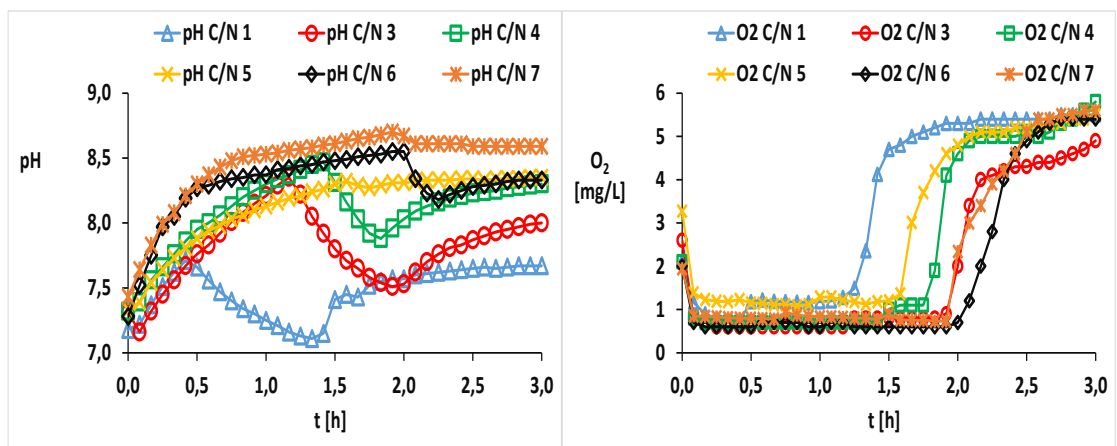 pH C/N 1 pH C/N 3 pH C/N 4
pH C/N 5 pH C/N 6 pH C/N 7
9,0
8,5
8,0
7,5
7,0
pH
0,0 0,5 1,0 1,5 2,0 2,5 3,0
t [h]
O2 C/N 1 O2 C/N 3 O2 C/N 4
O2 C/N 5 O2 C/N 6 O2 C/N 7
6
5
4
3
2
1
0
O2
[mg/L]
0,0 0,5 1,0 1,5 2,0 2,5 3,0
t [h]